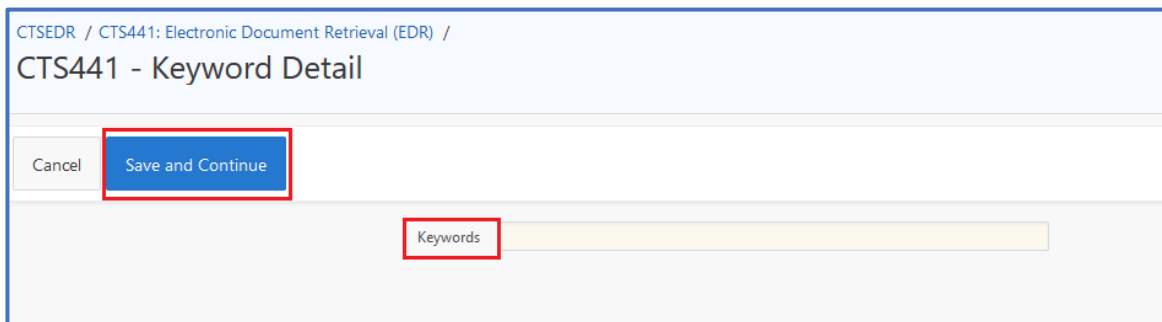 CTSEDR / CTS441: Electronic Document Retrieval (EDR) /
CTS441 - Keyword Detail
Cancel Save and Continue
Keywords